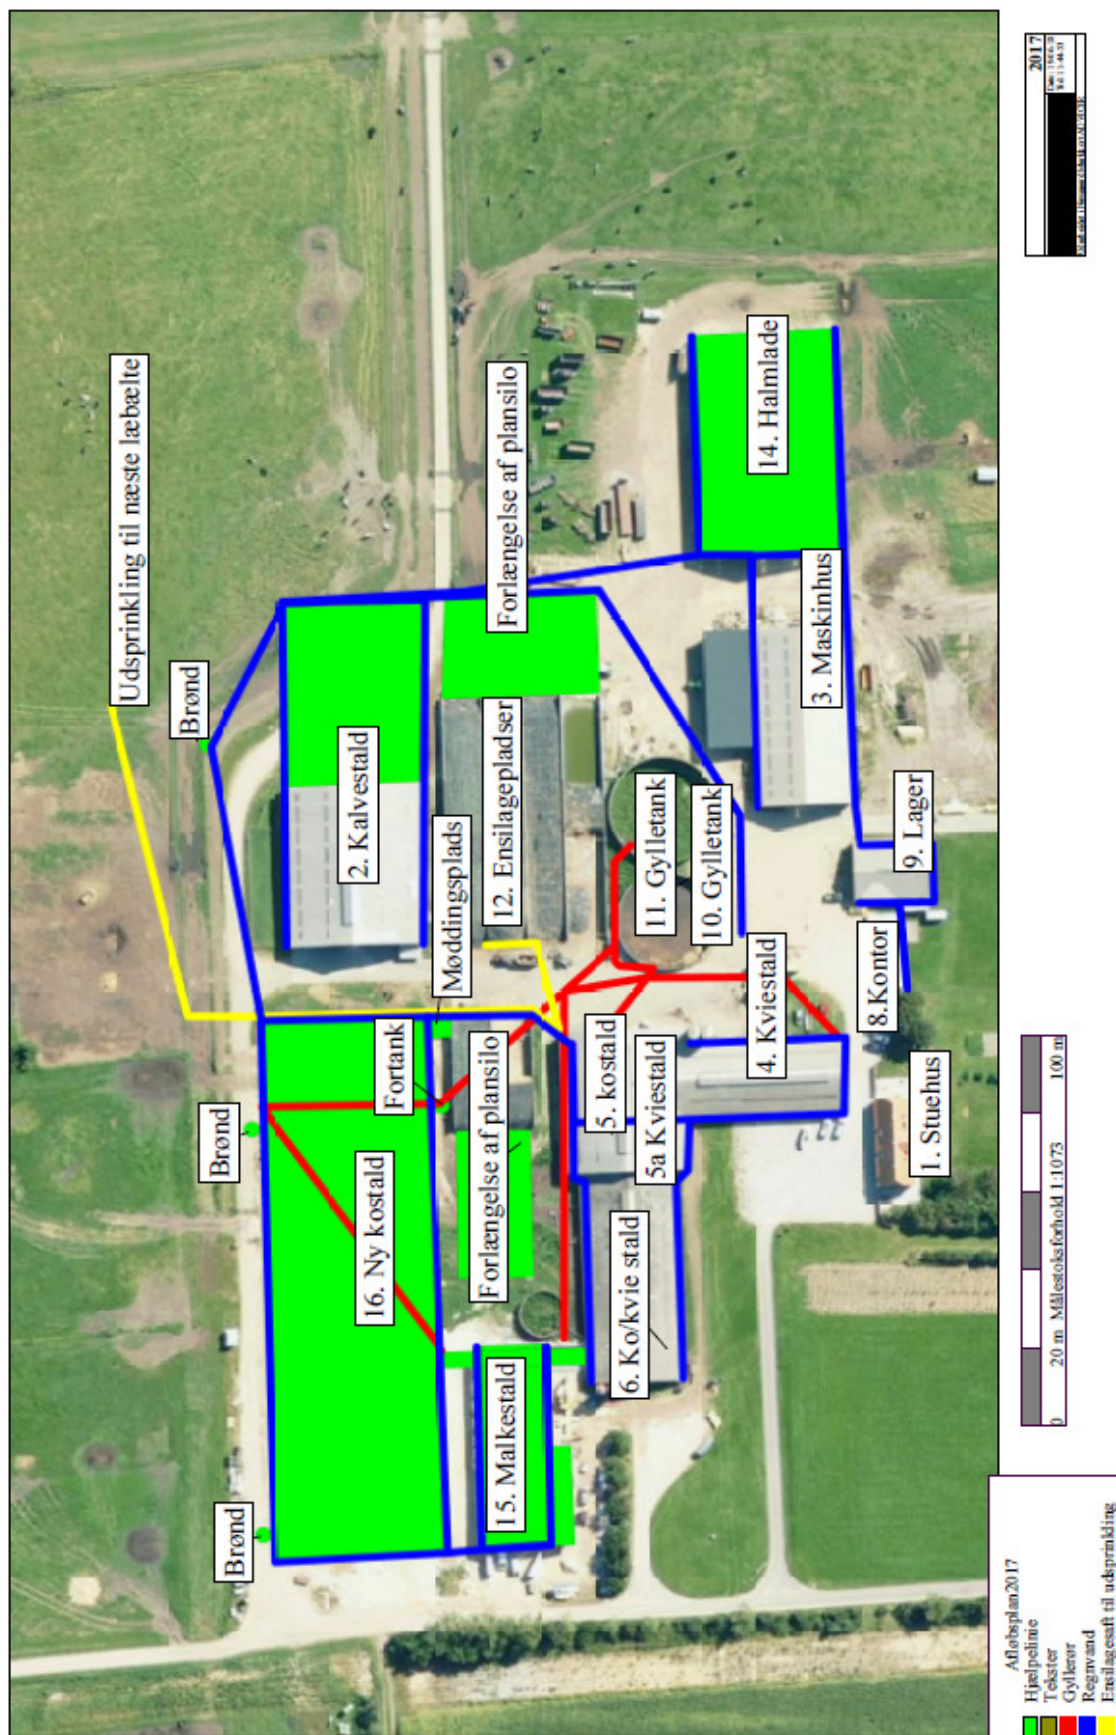 Udsprinkling til næste læbælte
Brønd
Brønd
Brønd
2. Kalvestald
Forlængelse af plansilo
14. Halmlade
12. Ensilagepladser
Møddingsplads
Fortank
16. Ny kostald
Forlængelse af plansilo
15. Malkestald
11. Gylletank
10. Gylletank
3. Maskinhus
9. Lager
8.Kontor
4. Kviestald
5. kostald
5a Kviestald
6. Ko/kvie stald
1. Stuehus
2017
0 20 m Målestoksforhold 1:1073 100 m
Afløbsplan2017
Hjælpelinie
Tekster
Gyllerør
Regnvand
Ensilagesaft til udsprinkling